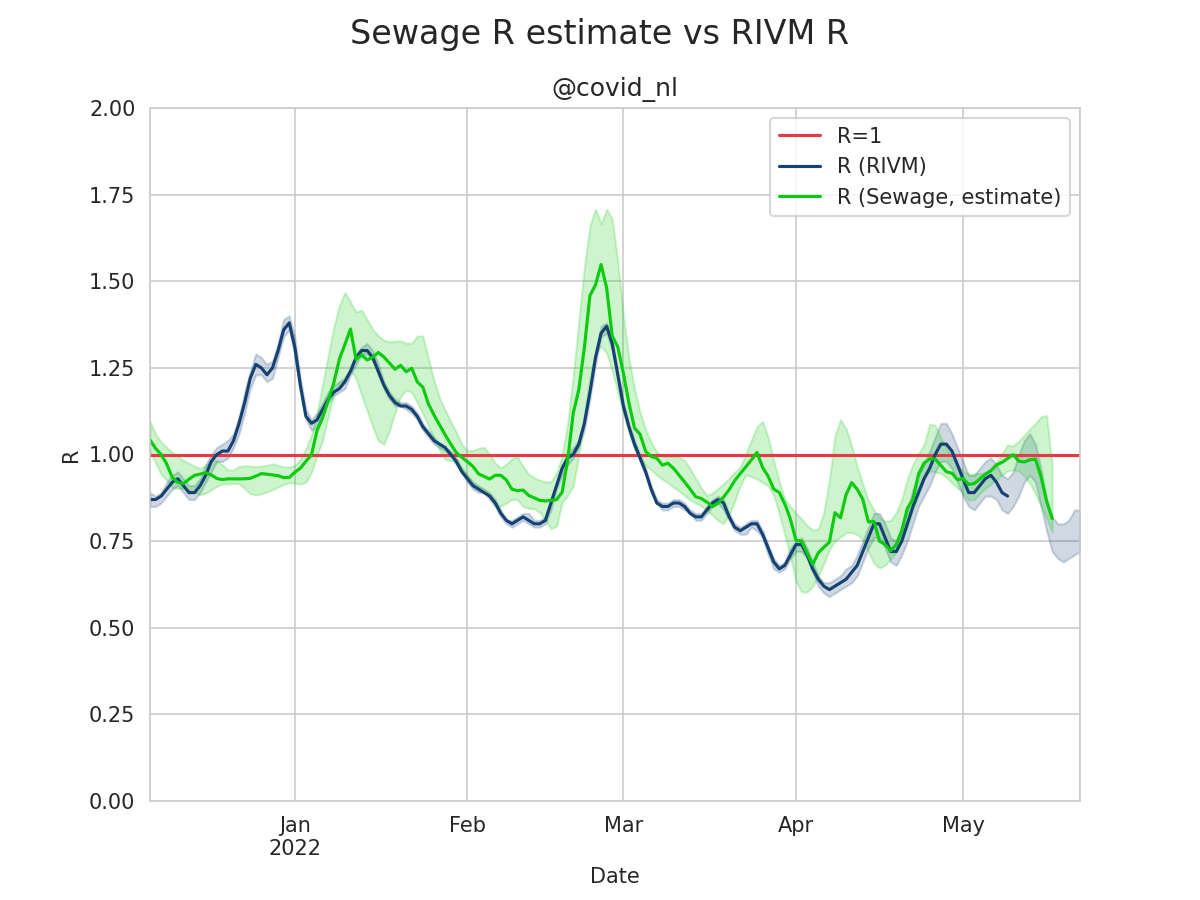 Sewage R estimate vs RIVM R
@covid_nl
R=1
R (RIVM)
R (Sewage, estimate)
2.00
1.75
1.50
1.25
1.00
0.75
0.50
0.25
0.00
R
Jan
2022
Feb
Mar
Apr
May
Date